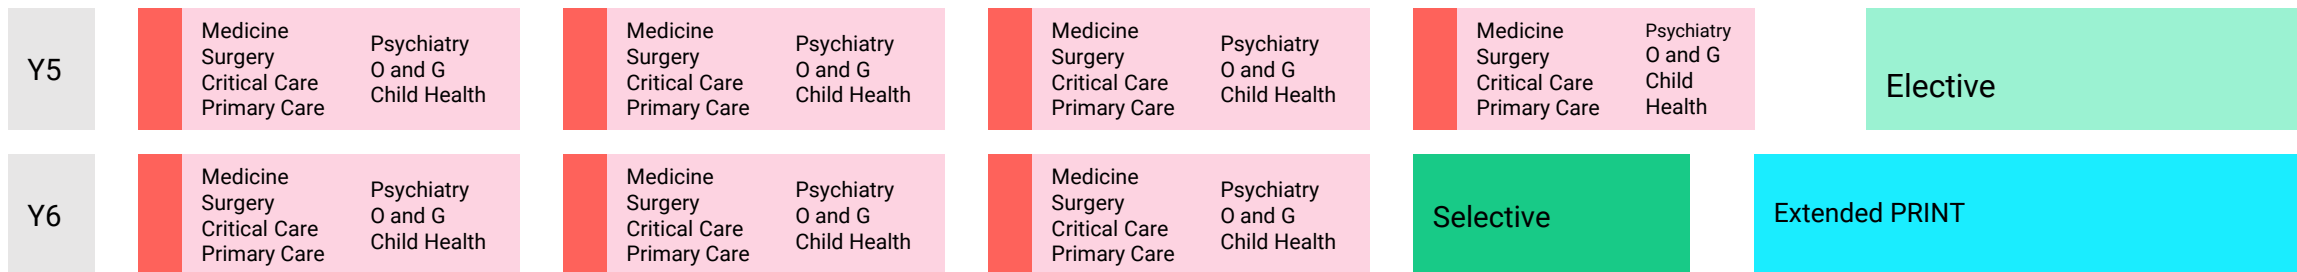 Y5
Medicine
Surgery
Critical Care
Primary Care
Psychiatry
O and G
Child Health
Medicine
Surgery
Critical Care
Primary Care
Psychiatry
O and G
Child Health
Medicine
Surgery
Critical Care
Primary Care
Psychiatry
O and G
Child Health
Medicine
Surgery
Critical Care
Primary Care
Psychiatry
O and G
Child
Health
Elective
Y6
Medicine
Surgery
Critical Care
Primary Care
Psychiatry
O and G
Child Health
Medicine
Surgery
Critical Care
Primary Care
Psychiatry
O and G
Child Health
Medicine
Surgery
Critical Care
Primary Care
Psychiatry
O and G
Child Health
Selective
Extended PRINT